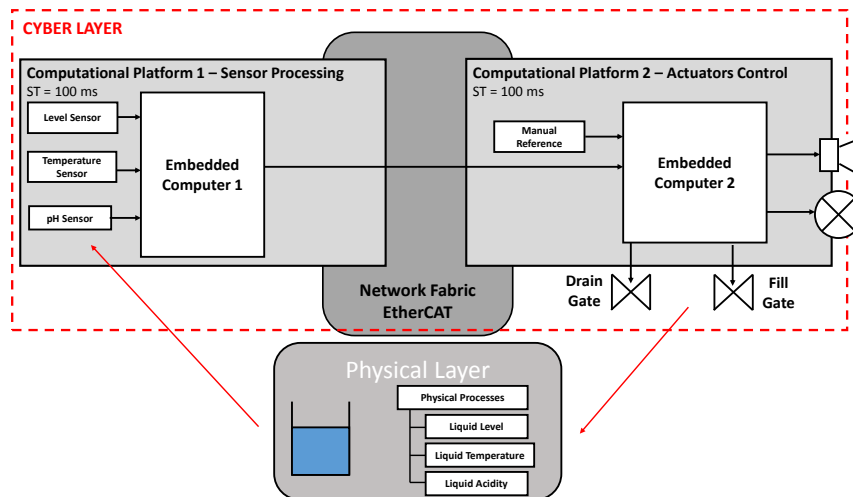 CYBER LAYER
Computational Platform 1 – Sensor Processing
ST = 100 ms
Level Sensor
Temperature
Sensor
pH Sensor
Embedded
Computer 1
Network Fabric
EtherCAT
Computational Platform 2 – Actuators Control
ST = 100 ms
Manual
Reference
Embedded
Computer 2
Drain
Gate
Fill
Gate
Physical Layer
Physical Processes
Liquid Level
Liquid Temperature
Liquid Acidity